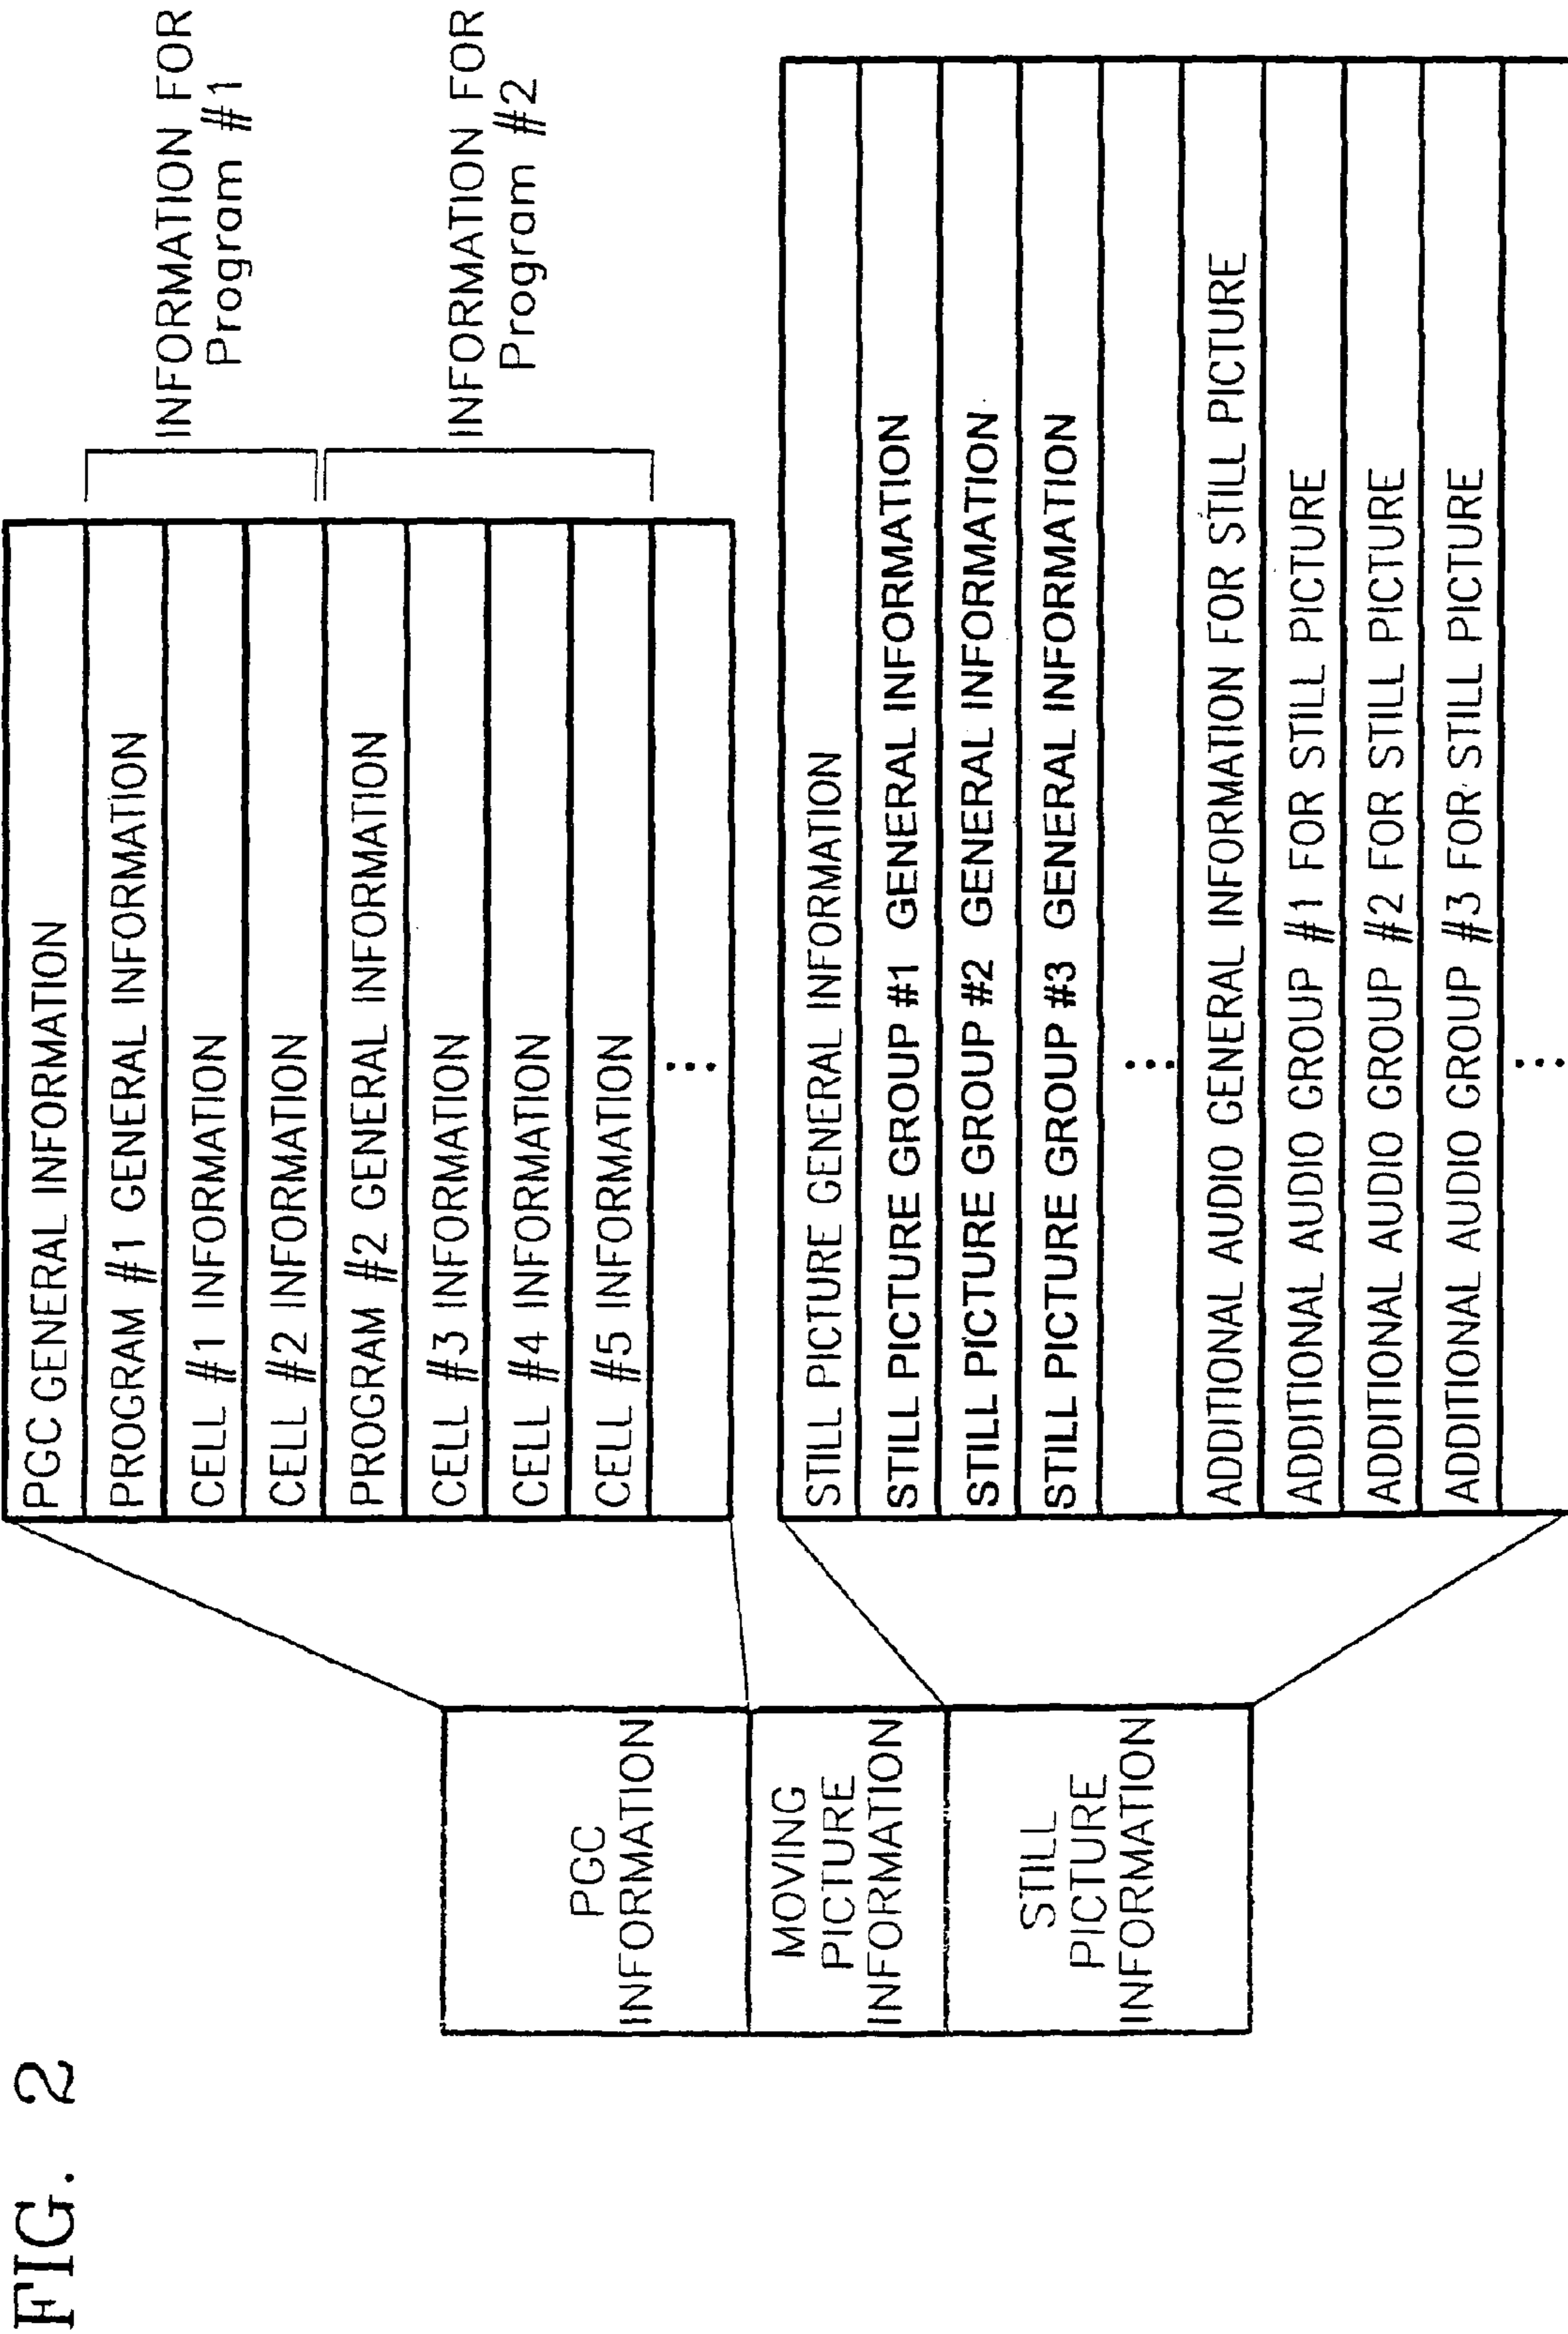 FIG. 2
PGC
INFORMATION
MOVING
PICTURE
INFORMATION
STILL
PICTURE
INFORMATION
PGC GENERAL INFORMATION
PROGRAM #1 GENERAL INFORMATION
CELL #1 INFORMATION
CELL #2 INFORMATION
PROGRAM #2 GENERAL INFORMATION
CELL #3 INFORMATION
CELL #4 INFORMATION
CELL #5 INFORMATION
⋮
INFORMATION FOR
Program #1
INFORMATION FOR
Program #2
STILL PICTURE GENERAL INFORMATION
STILL PICTURE GROUP #1 GENERAL INFORMATION
STILL PICTURE GROUP #2 GENERAL INFORMATION
STILL PICTURE GROUP #3 GENERAL INFORMATION
⋮
ADDITIONAL AUDIO GENERAL INFORMATION FOR STILL PICTURE
ADDITIONAL AUDIO GROUP #1 FOR STILL PICTURE
ADDITIONAL AUDIO GROUP #2 FOR STILL PICTURE
ADDITIONAL AUDIO GROUP #3 FOR STILL PICTURE
⋮